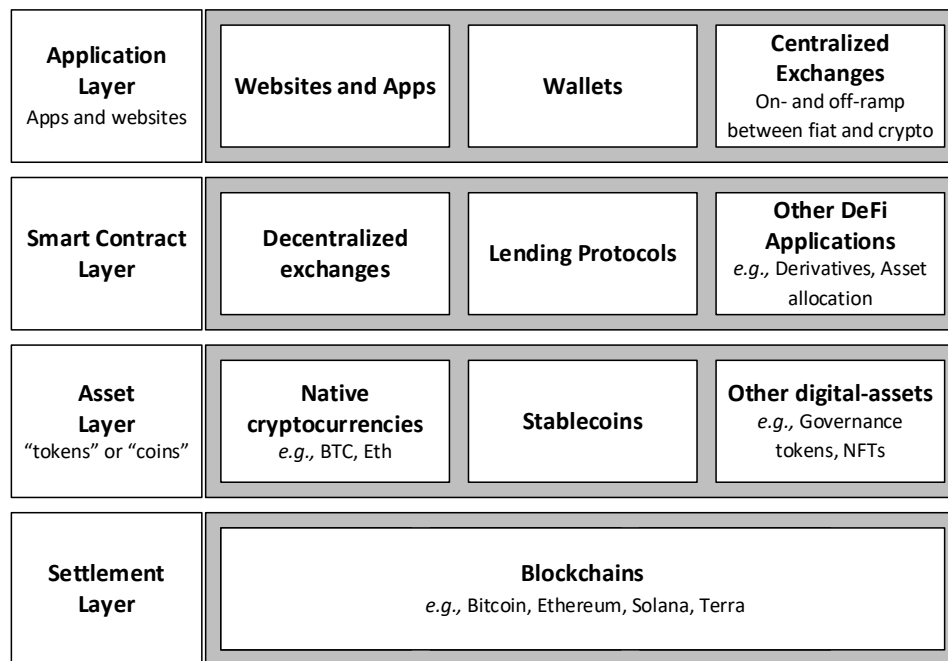 Application
Layer
Apps and websites
Websites and Apps
Wallets
Centralized
Exchanges
On- and off-ramp
between fiat and crypto
Smart Contract
Layer
Decentralized
exchanges
Lending Protocols
Other DeFi
Applications
e.g., Derivatives, Asset
allocation
Asset
Layer
“tokens” or “coins”
Native
cryptocurrencies
e.g., BTC, Eth
Stablecoins
Other digital-assets
e.g., Governance
tokens, NFTs
Settlement
Layer
Blockchains
e.g., Bitcoin, Ethereum, Solana, Terra